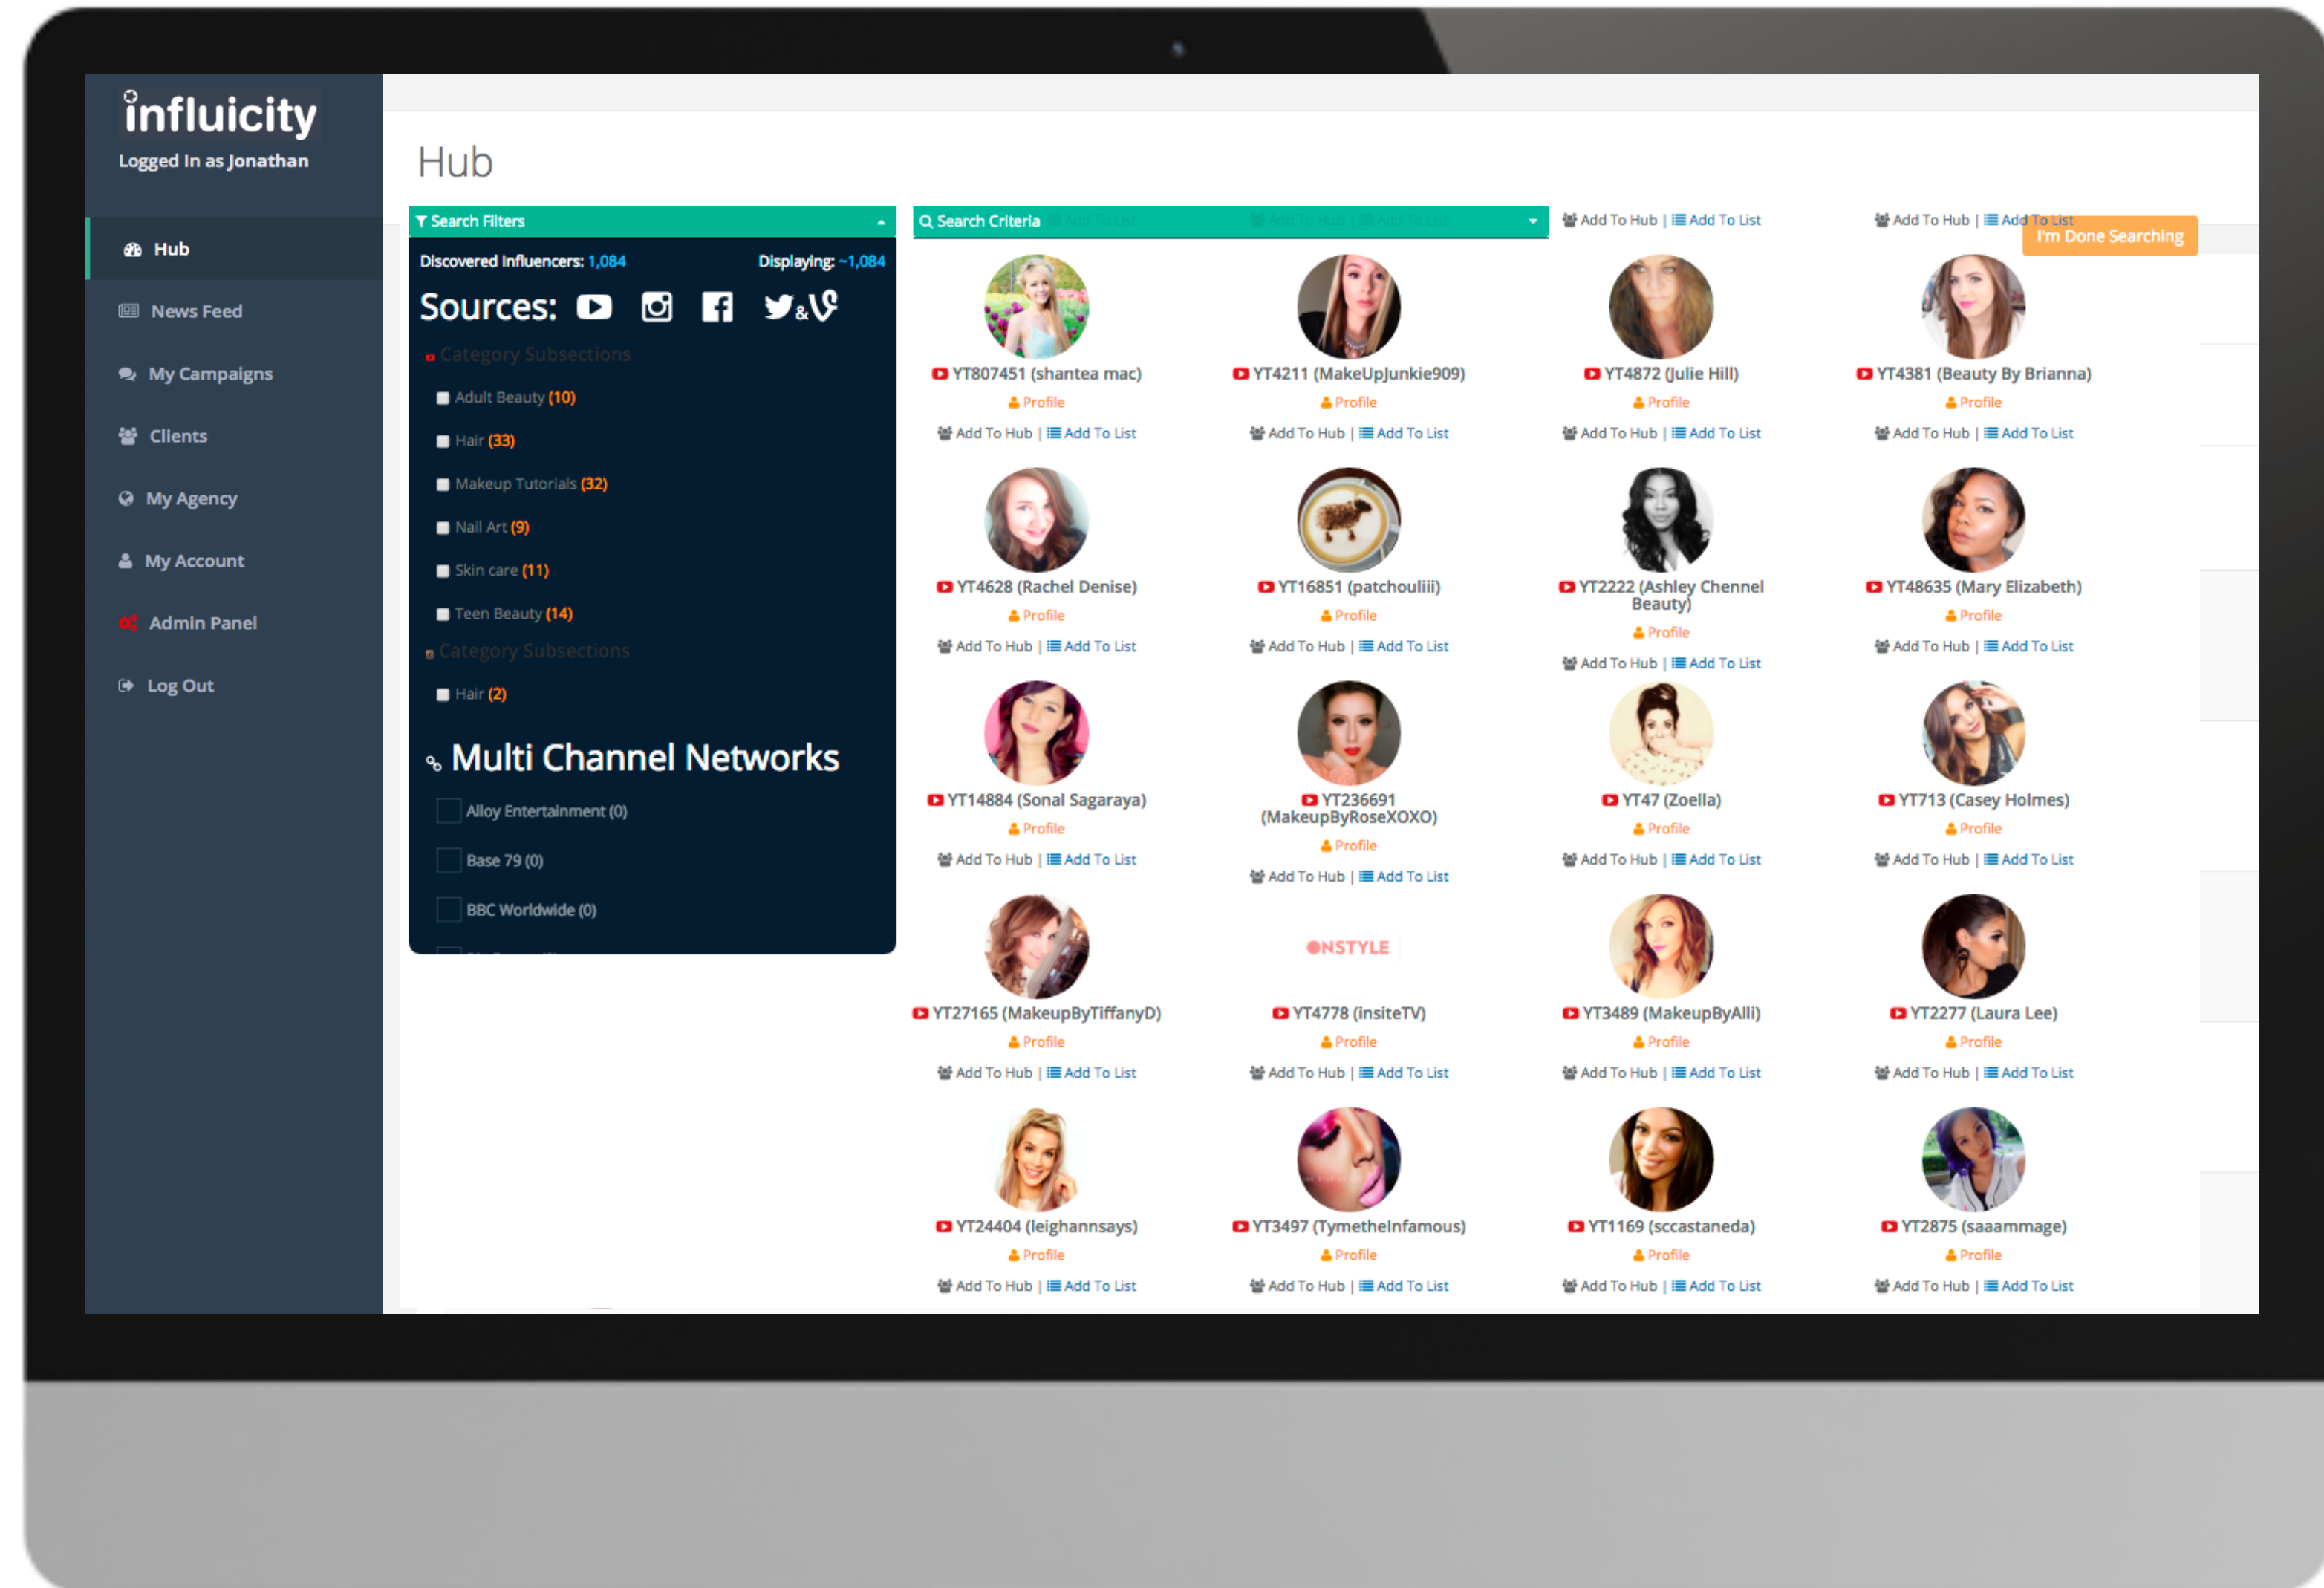 influicity
Logged In as Jonathan
Hub
News Feed
My Campaigns
Clients
My Agency
My Account
Admin Panel
Log Out
Hub
Search Filters
Discovered Influencers: 1,084 Displaying: ~1,084
Sources: &
Category Subsections
Adult Beauty (10)
Hair (33)
Makeup Tutorials (32)
Nail Art (9)
Skin care (11)
Teen Beauty (14)
Category Subsections
Hair (2)
Multi Channel Networks
Alloy Entertainment (0)
Base 79 (0)
BBC Worldwide (0)
Search Criteria Add To List Add To Hub | Add To List Add To Hub | Add To List Add To Hub | Add To List
I'm Done Searching
YT807451 (shantea mac) YT4211 (MakeUpJunkie909) YT4872 (Julie Hill) YT4381 (Beauty By Brianna)
Profile Profile Profile Profile
Add To Hub | Add To List Add To Hub | Add To List Add To Hub | Add To List Add To Hub | Add To List
YT4628 (Rachel Denise) YT16851 (patchouliii) YT2222 (Ashley Chennel YT48635 (Mary Elizabeth)
Beauty)
Profile Profile Profile Profile
Add To Hub | Add To List Add To Hub | Add To List Add To Hub | Add To List Add To Hub | Add To List
YT14884 (Sonal Sagaraya) YT236691 YT47 (Zoella) YT713 (Casey Holmes)
(MakeupByRoseXOXO)
Profile Profile Profile Profile
Add To Hub | Add To List Add To Hub | Add To List Add To Hub | Add To List Add To Hub | Add To List
ONSTYLE
YT27165 (MakeupByTiffanyD) YT4778 (insiteTV) YT3489 (MakeupByAlli) YT2277 (Laura Lee)
Profile Profile Profile Profile
Add To Hub | Add To List Add To Hub | Add To List Add To Hub | Add To List Add To Hub | Add To List
YT24404 (leighannsays) YT3497 (TymetheInfamous) YT1169 (sccastaneda) YT2875 (saaammage)
Profile Profile Profile Profile
Add To Hub | Add To List Add To Hub | Add To List Add To Hub | Add To List Add To Hub | Add To List